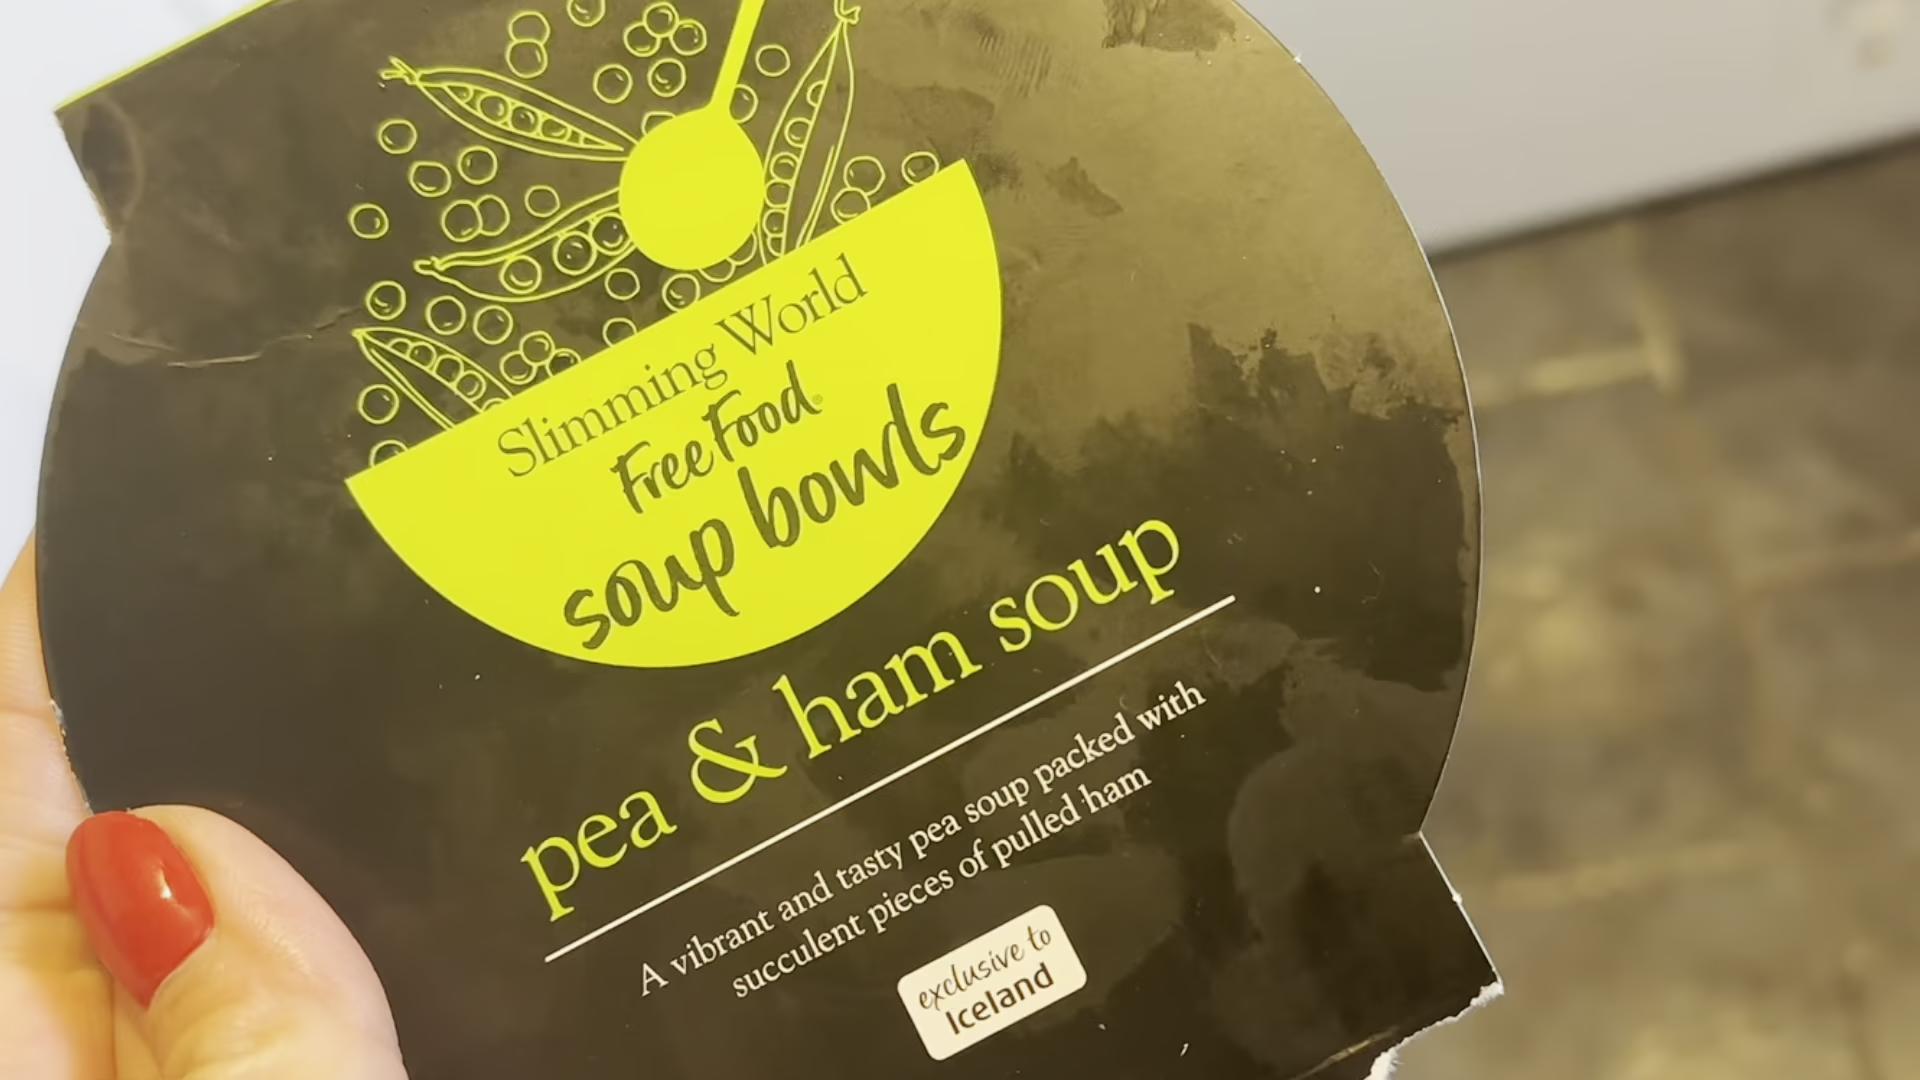 Slimming World
Free Food®
soup bowls
pea & ham soup
A vibrant and tasty pea soup packed with
succulent pieces of pulled ham
exclusive to
Iceland